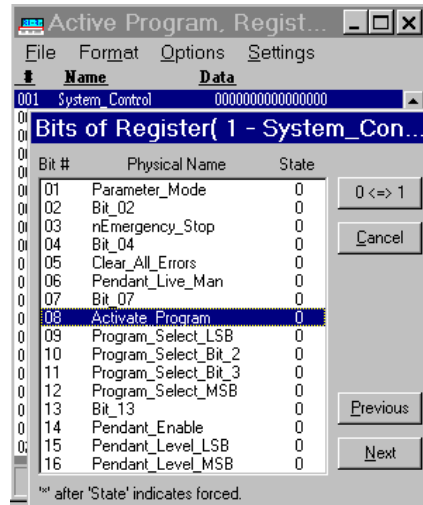 Active Program, Regist...
File Format Options Settings
# Name Data
001 System_Control 0000000000000000
Bits of Register( 1 - System_Con...
Bit # Physical Name State
01 Parameter_Mode 0
02 Bit_02 0
03 nEmergency_Stop 0
04 Bit_04 0
05 Clear_All_Errors 0
06 Pendant_Live_Man 0
07 Bit_07 0
08 Activate_Program 0
09 Program_Select_LSB 0
10 Program_Select_Bit_2 0
11 Program_Select_Bit_3 0
12 Program_Select_MSB 0
13 Bit_13 0
14 Pendant_Enable 0
15 Pendant_Level_LSB 0
16 Pendant_Level_MSB 0
0 <=> 1
Cancel
Previous
Next
'*' after 'State' indicates forced.